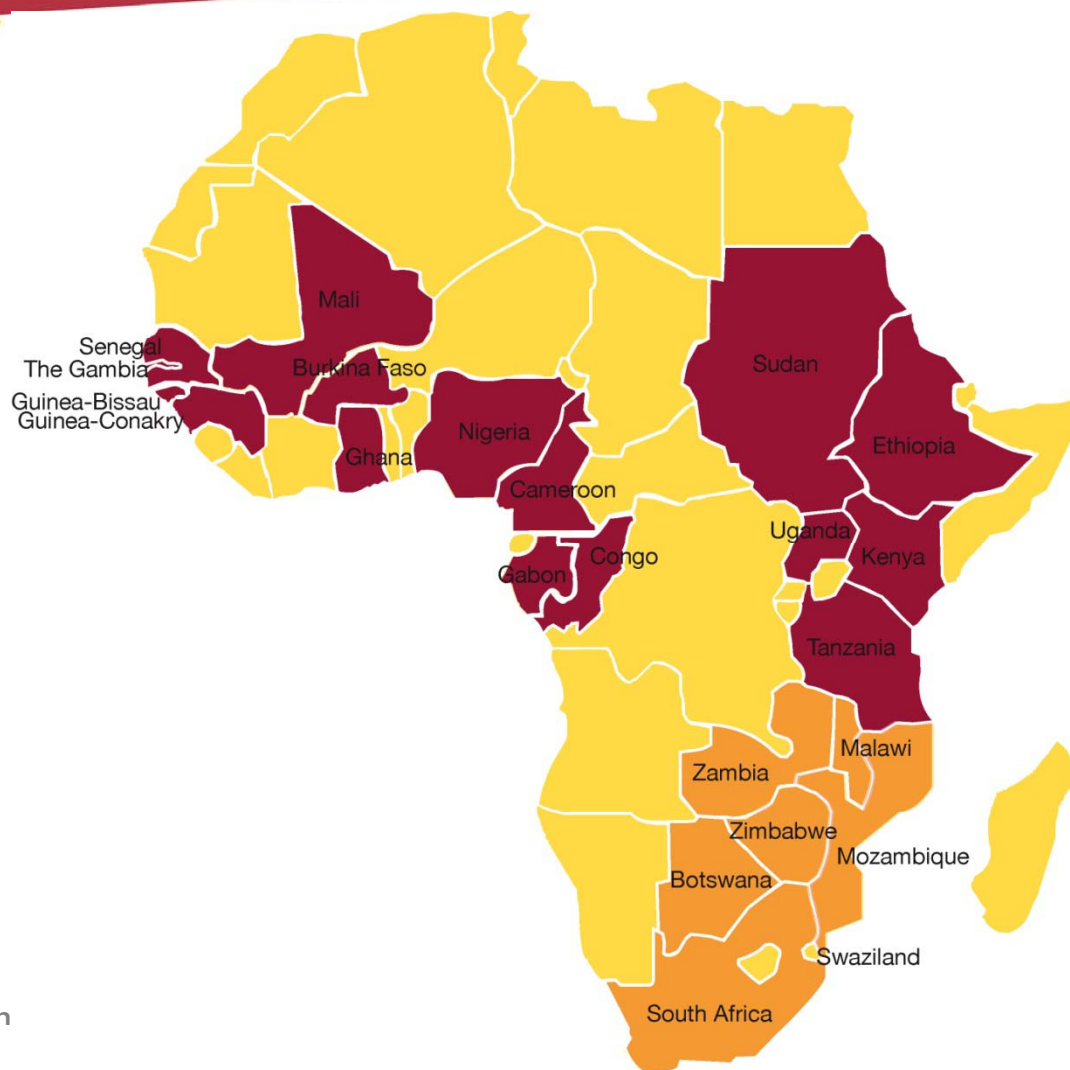 Mali
Senegal
The Gambia
Burkina Faso
Guinea-Bissau
Guinea-Conakry
Ghana
Nigeria
Cameroon
Sudan
Ethiopia
Uganda
Kenya
Gabon
Congo
Tanzania
Malawi
Zambia
Zimbabwe
Mozambique
Botswana
Swaziland
South Africa
n